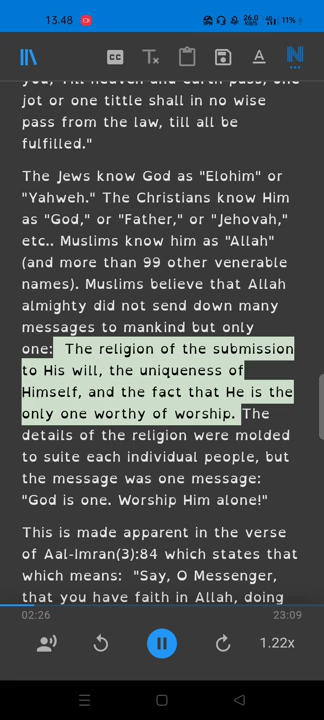 13.48
26.0
KB/S
4G
11%
CC
T
A
N
you, Till heaven and earth pass, one
jot or one tittle shall in no wise
pass from the law, till all be
fulfilled."
The Jews know God as "Elohim" or
"Yahweh." The Christians know Him
as "God," or "Father," or "Jehovah,"
etc.. Muslims know him as "Allah"
(and more than 99 other venerable
names). Muslims believe that Allah
almighty did not send down many
messages to mankind but only
one: The religion of the submission
to His will, the uniqueness of
Himself, and the fact that He is the
only one worthy of worship. The
details of the religion were molded
to suite each individual people, but
the message was one message:
"God is one. Worship Him alone!"
This is made apparent in the verse
of Aal-Imran(3):84 which states that
which means: "Say, O Messenger,
that you have faith in Allah, doing
02:26
23:09
1.22x